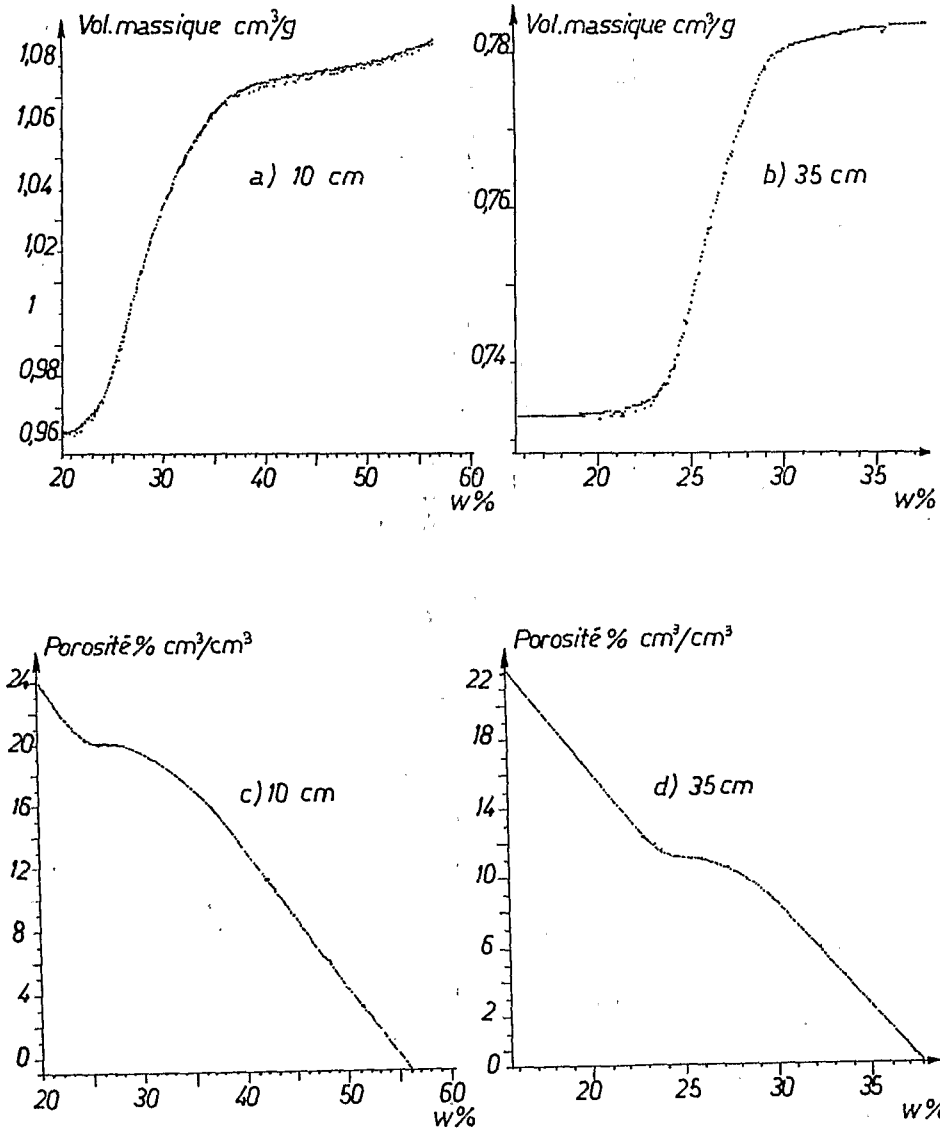 Vol.massique cm³/g
1,08
1,06
1,04
1,02
1
0,98
0,96
a) 10 cm
20 30 40 50 60
w%
Vol.massique cm³/g
0,78
0,76
0,74
b) 35 cm
20 25 30 35
w%
Porosité% cm³/cm³
24
20
16
12
8
4
0
c) 10 cm
20 30 40 50 60
w%
Porosité % cm³/cm³
22
18
14
10
6
2
0
d) 35 cm
20 25 30 35
w%